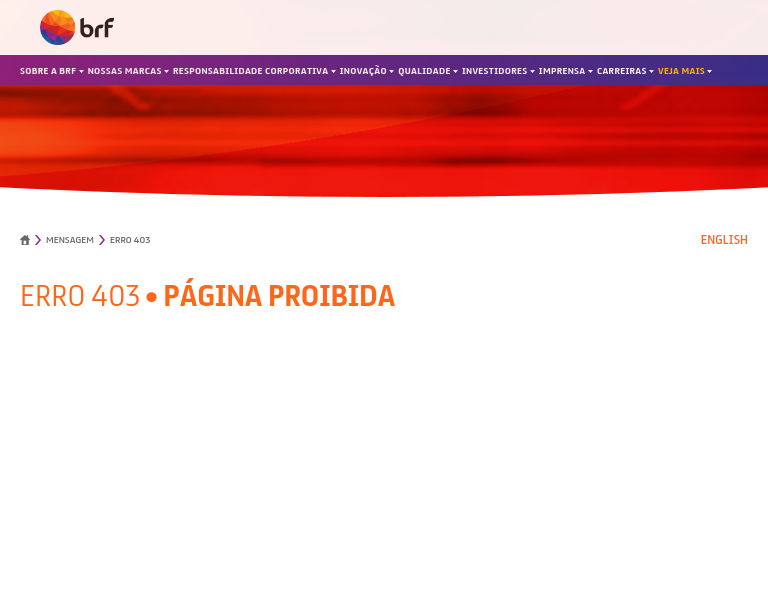 brf
SOBRE A BRF NOSSAS MARCAS RESPONSABILIDADE CORPORATIVA INOVAÇÃO QUALIDADE INVESTIDORES IMPRENSA CARREIRAS VEJA MAIS
MENSAGEM ERRO 403 ENGLISH
ERRO 403 • PÁGINA PROIBIDA